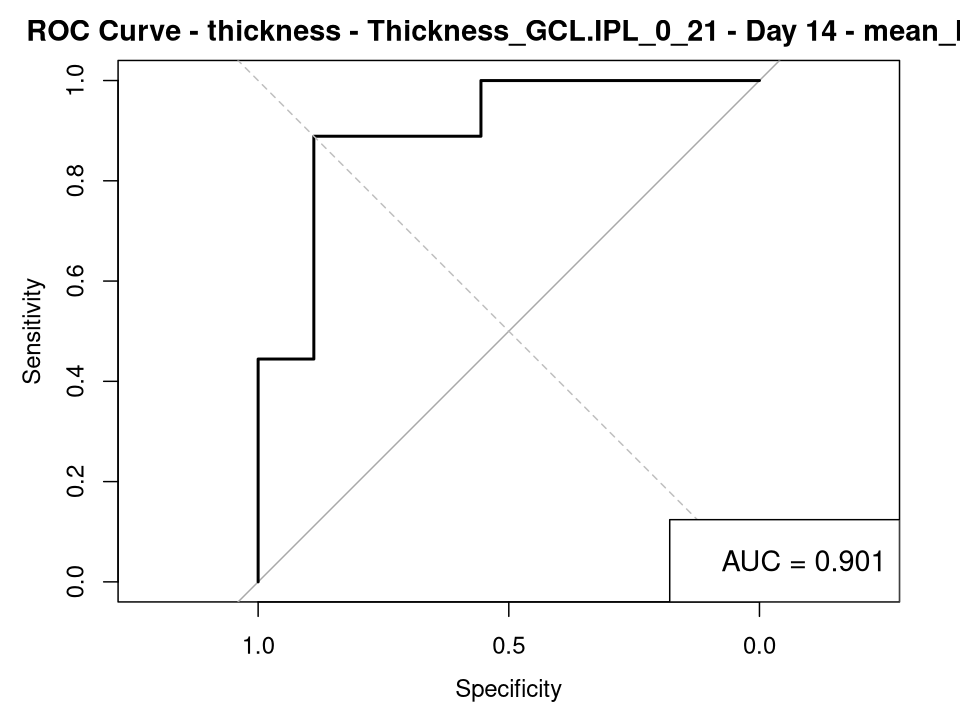 ROC Curve - thickness - Thickness_GCL.IPL_0_21 - Day 14 - mean_
1.0
0.8
0.6
0.4
0.2
0.0
Sensitivity
AUC = 0.901
1.0 0.5 0.0
Specificity